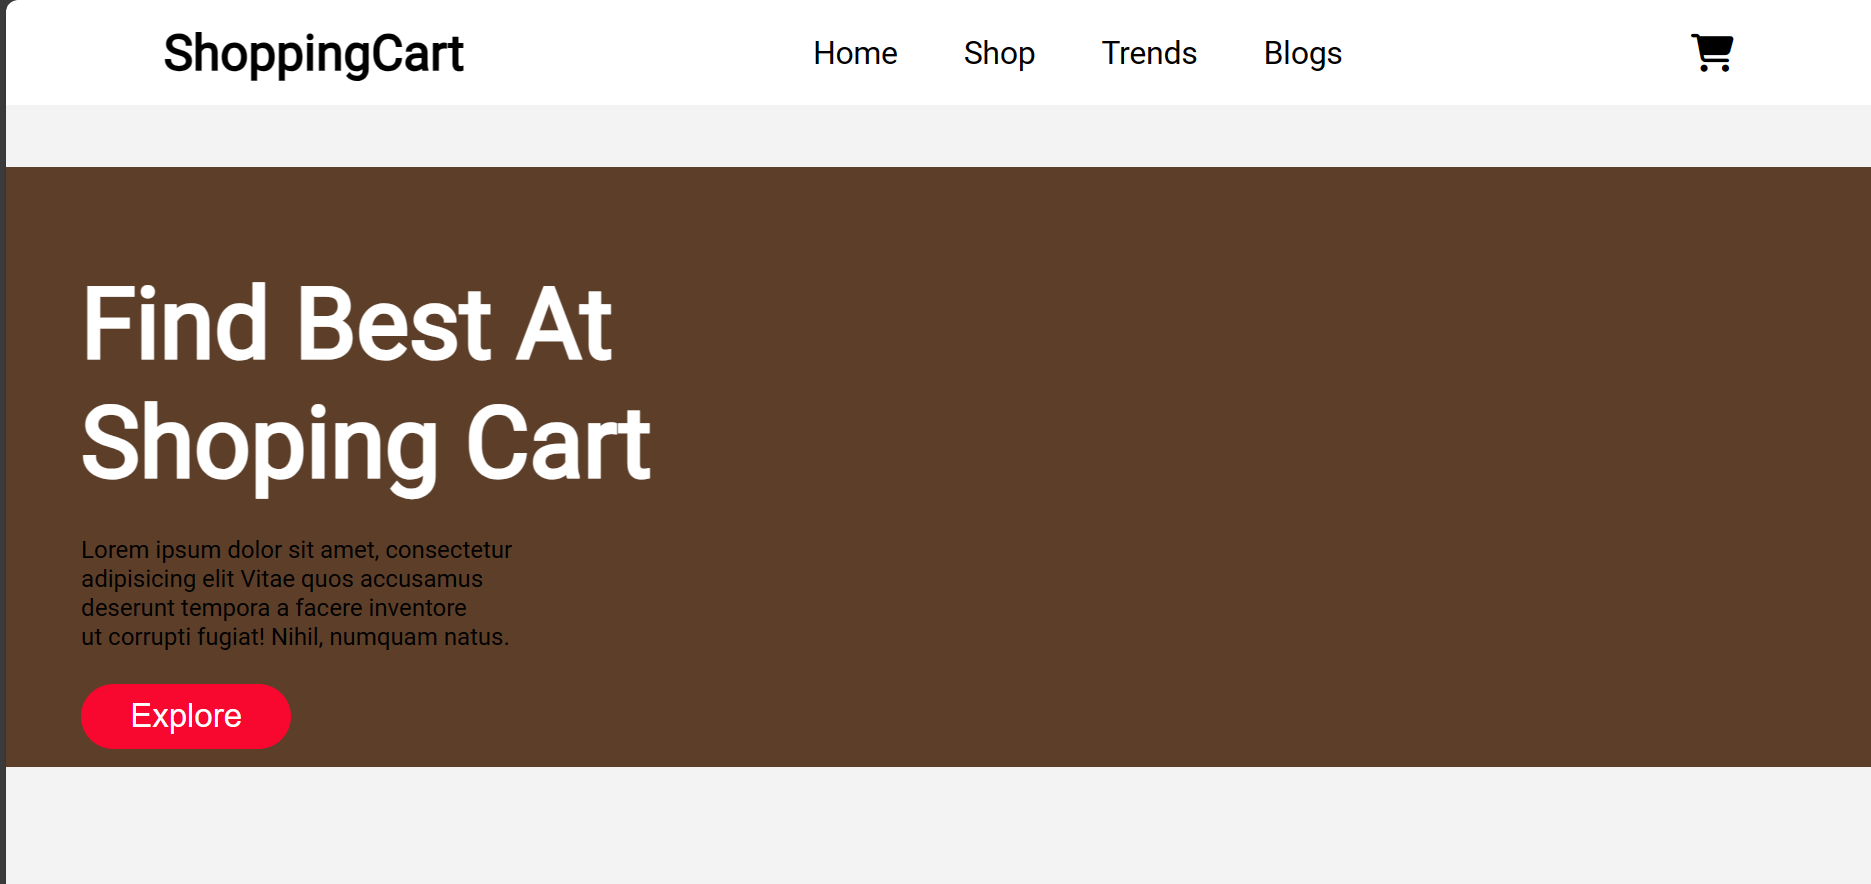 ShoppingCart
Home Shop Trends Blogs
Find Best At
Shoping Cart
Lorem ipsum dolor sit amet, consectetur
adipisicing elit Vitae quos accusamus
deserunt tempora a facere inventore
ut corrupti fugiat! Nihil, numquam natus.
Explore